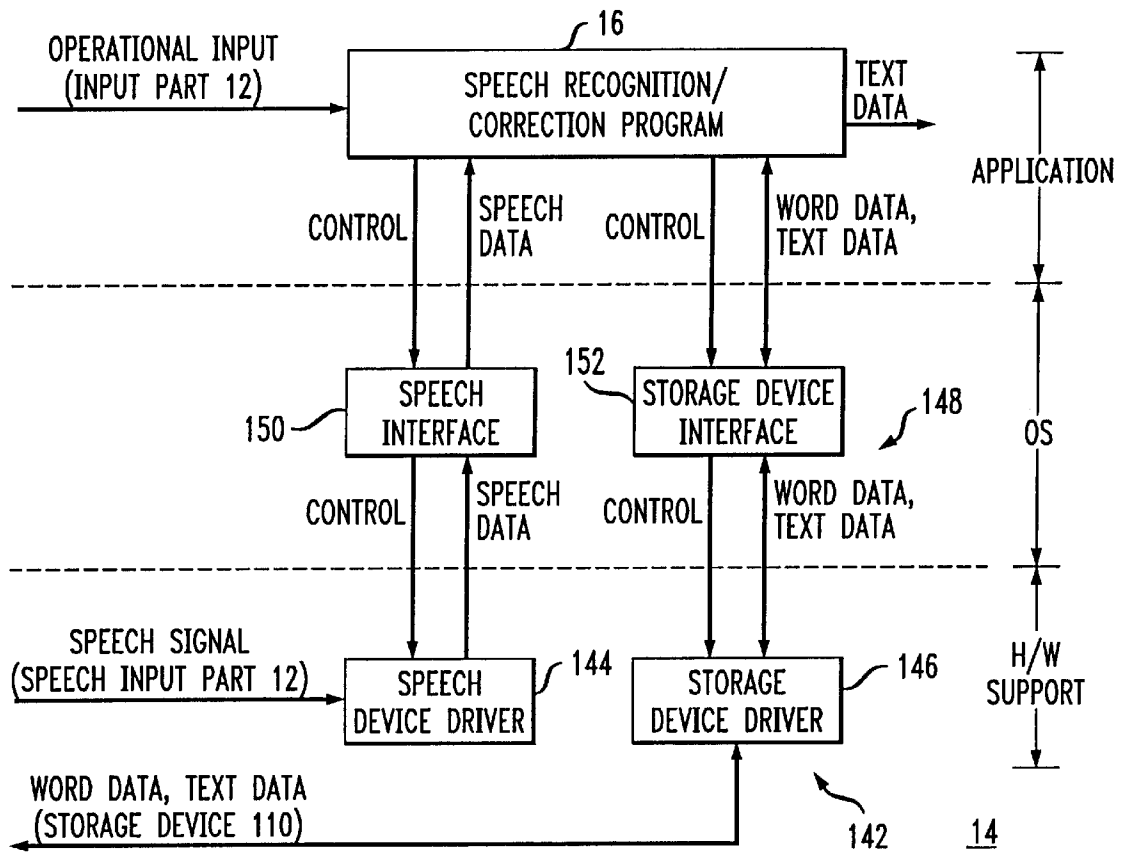 16
OPERATIONAL INPUT
(INPUT PART 12)
SPEECH RECOGNITION/
CORRECTION PROGRAM
TEXT
DATA
APPLICATION
CONTROL
SPEECH
DATA
CONTROL
WORD DATA,
TEXT DATA
150
SPEECH
INTERFACE
152
STORAGE DEVICE
INTERFACE
148
OS
CONTROL
SPEECH
DATA
CONTROL
WORD DATA,
TEXT DATA
SPEECH SIGNAL
(SPEECH INPUT PART 12)
SPEECH
DEVICE DRIVER
144
STORAGE
DEVICE DRIVER
146
H/W
SUPPORT
WORD DATA, TEXT DATA
(STORAGE DEVICE 110)
142
14